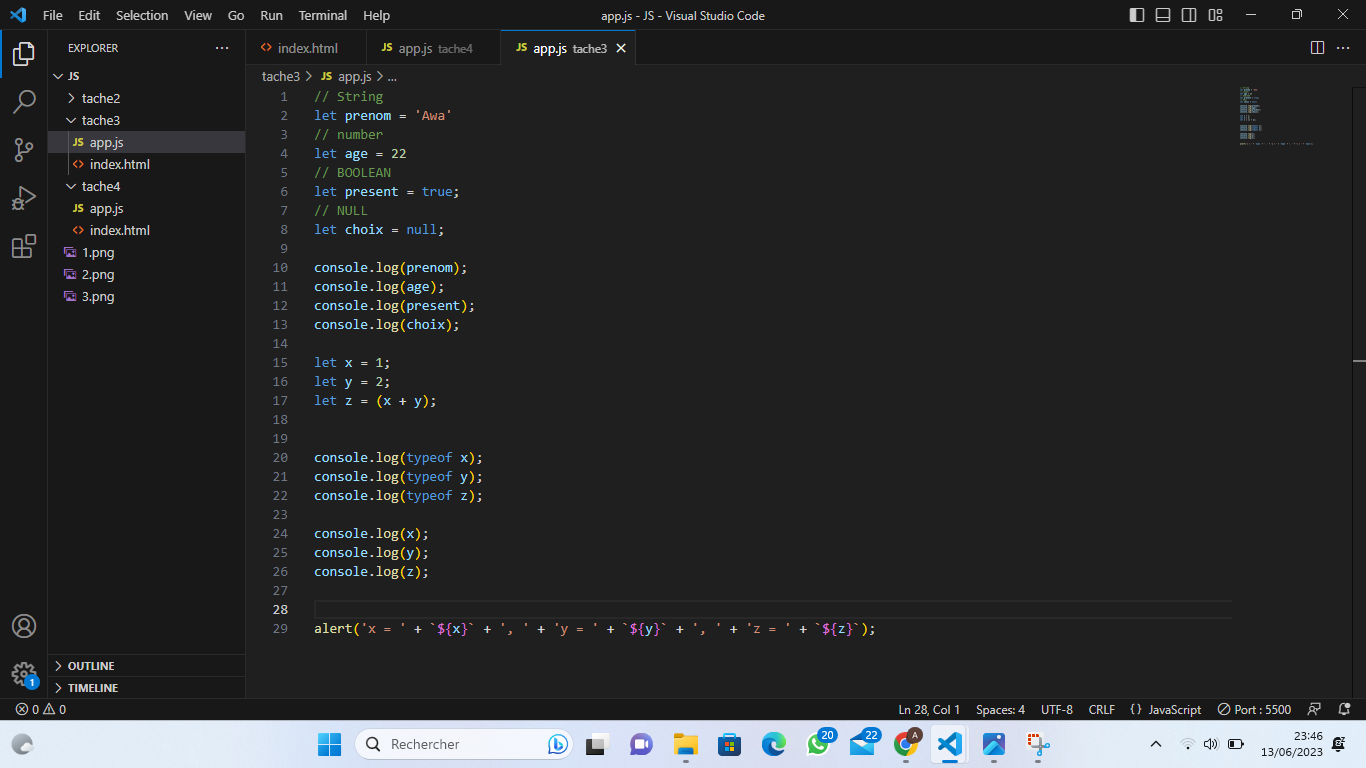 File Edit Selection View Go Run Terminal Help app.js - JS - Visual Studio Code
EXPLORER
JS
tache2
tache3
JS app.js
index.html
tache4
JS app.js
index.html
1.png
2.png
3.png
OUTLINE
TIMELINE
index.html JS app.js tache4 JS app.js tache3
tache3 > JS app.js > ...
1 // String
2 let prenom = 'Awa'
3 // number
4 let age = 22
5 // BOOLEAN
6 let present = true;
7 // NULL
8 let choix = null;
9
10 console.log(prenom);
11 console.log(age);
12 console.log(present);
13 console.log(choix);
14
15 let x = 1;
16 let y = 2;
17 let z = (x + y);
18
19
20 console.log(typeof x);
21 console.log(typeof y);
22 console.log(typeof z);
23
24 console.log(x);
25 console.log(y);
26 console.log(z);
27
28
29 alert('x = ' + `${x}` + ', ' + 'y = ' + `${y}` + ', ' + 'z = ' + `${z}`);
1
0 0 Ln 28, Col 1 Spaces: 4 UTF-8 CRLF {} JavaScript Port : 5500
Rechercher 20 22 A 23:46
13/06/2023